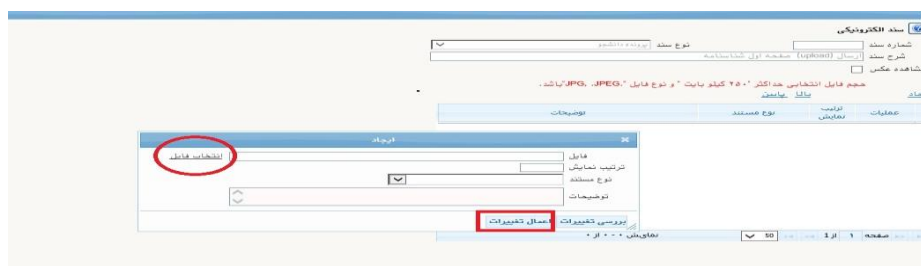 سند الکترونیکی
شماره سند نوع سند پرونده دانشجو
شرح سند ارسال (upload) صفحه اول شناسنامه
شاهده عکس
حجم فایل انتخابی حداکثر "۲۵۰ کیلو بایت" و نوع فایل "JPG, .JPEG." باشد.
بالا پایین
عملیات ترتیب نمایش نوع مستند توضیحات
ایجاد
فایل انتخاب فایل
ترتیب نمایش
نوع مستند
توضیحات
بررسی تغییرات اعمال تغییرات
صفحه ۱ از 1 50 نمایش ۰ - ۰ از ۰